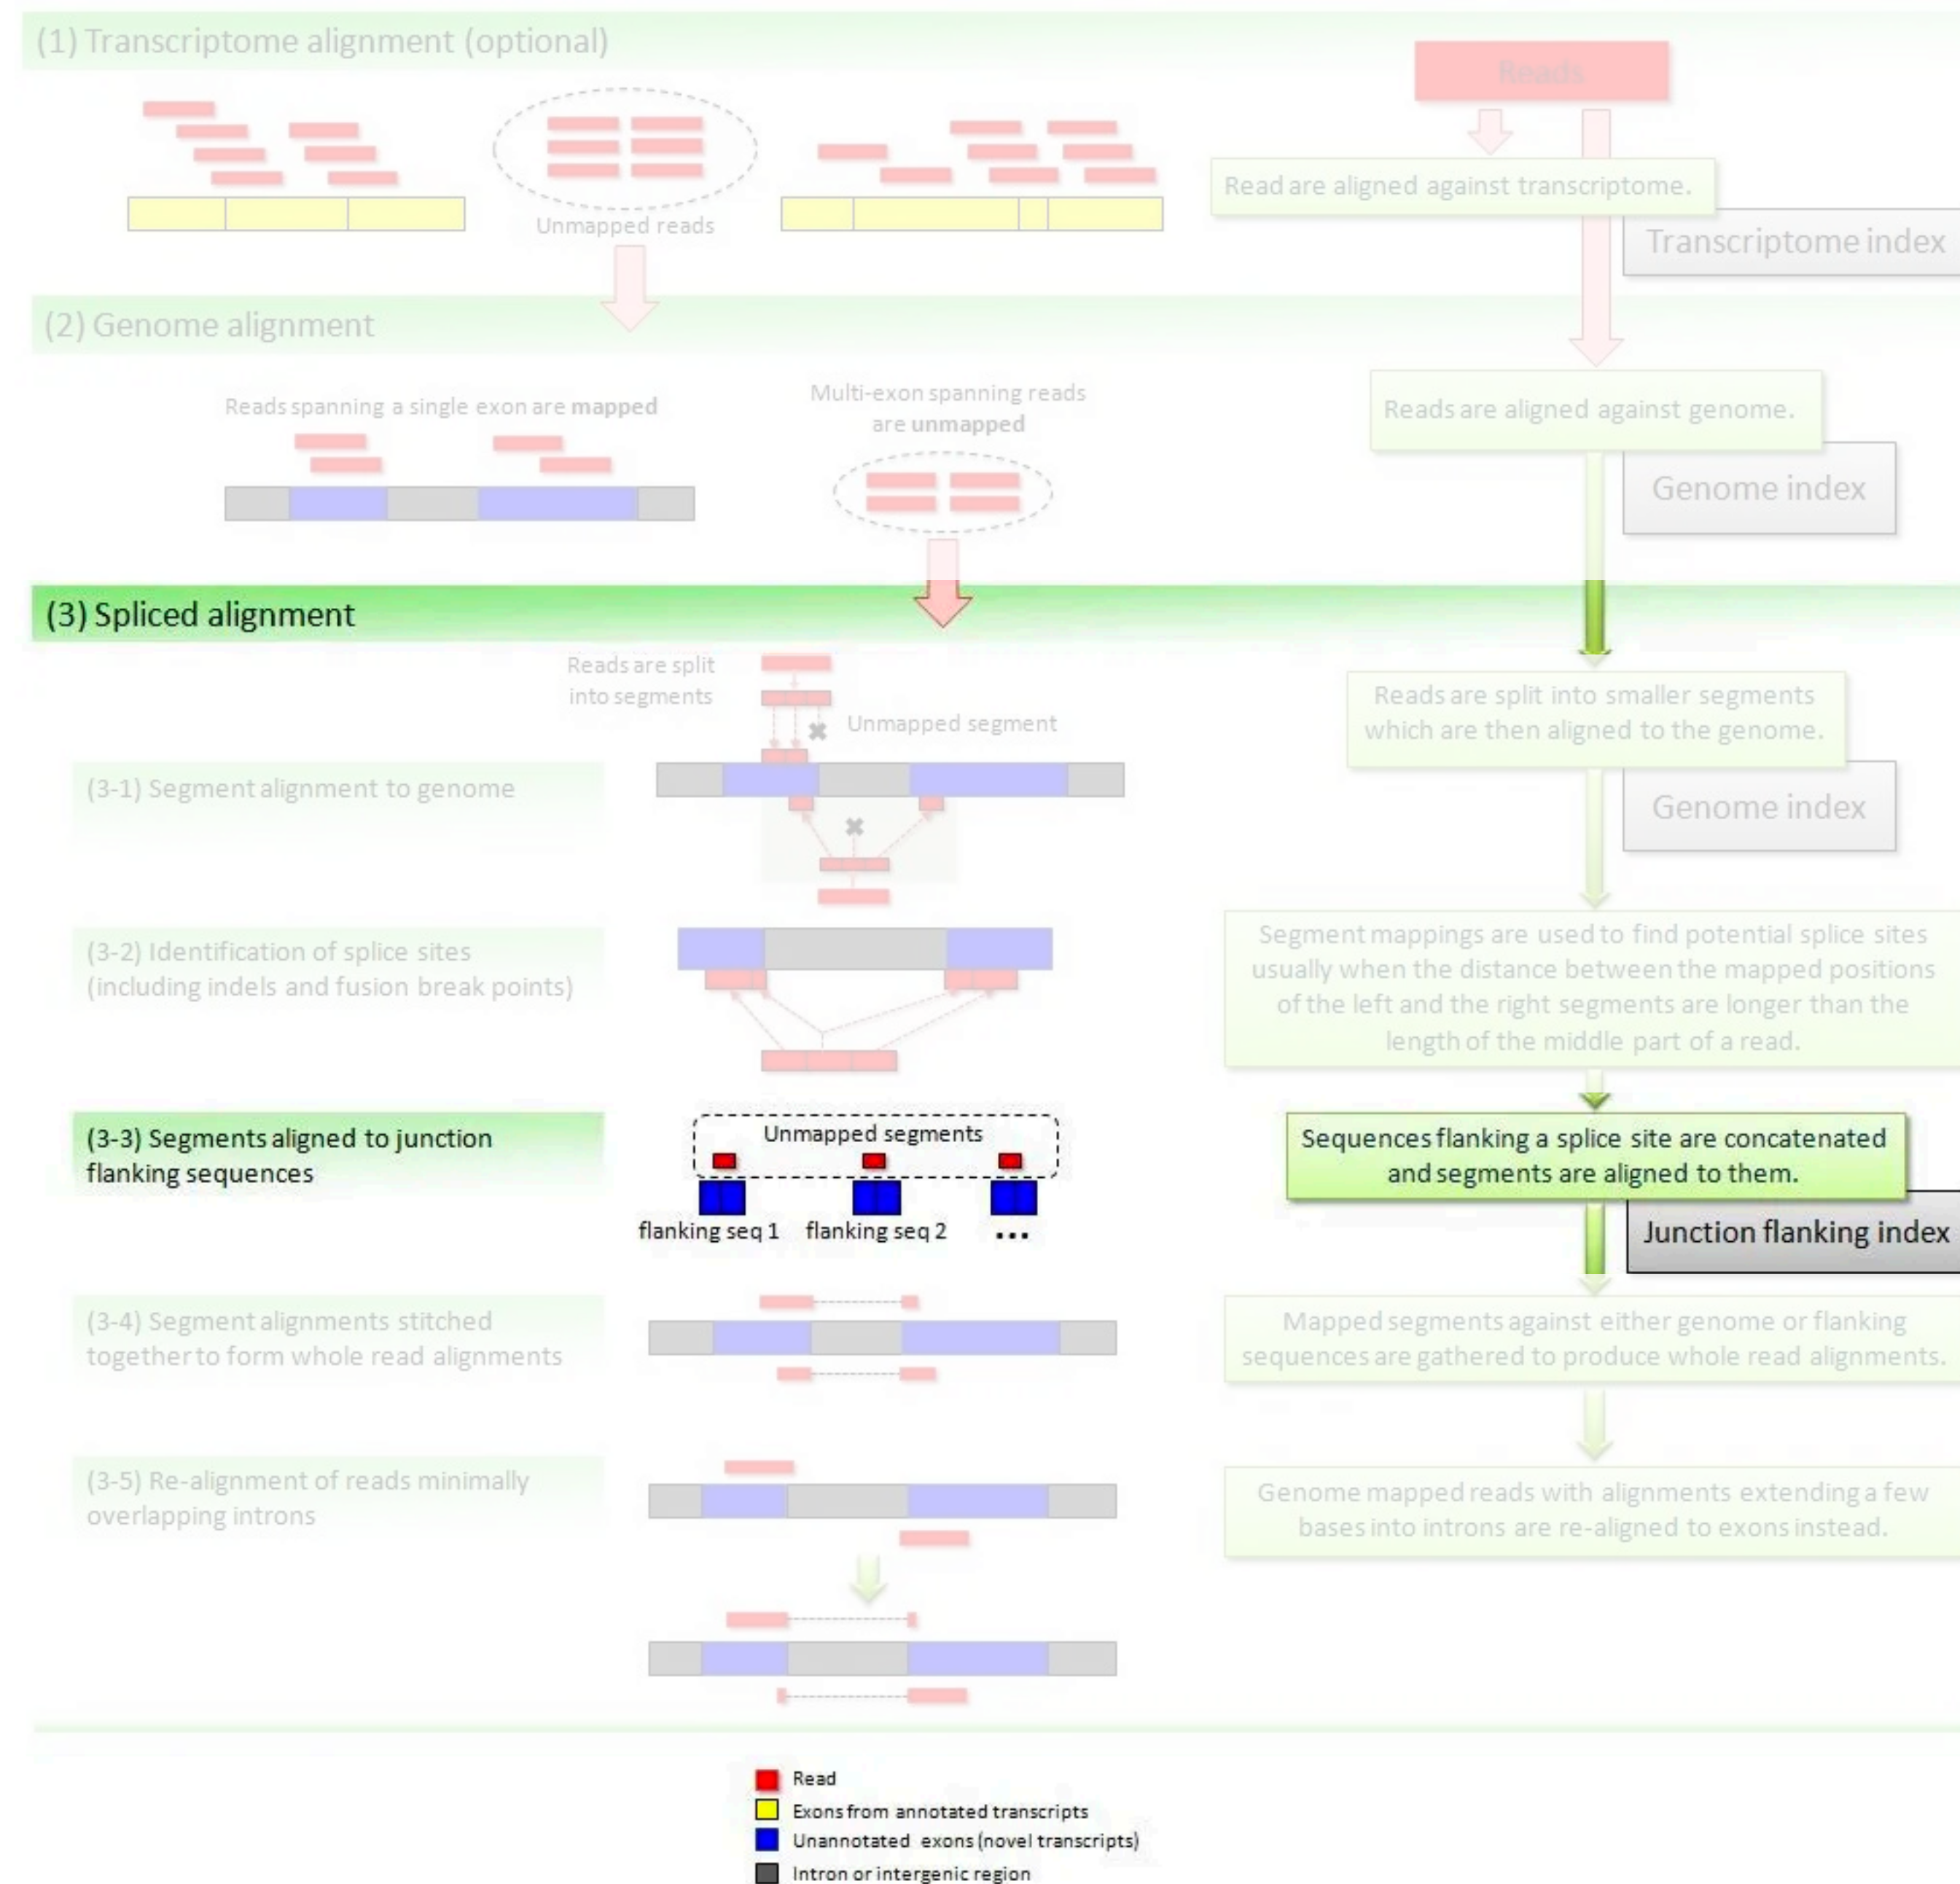 (1) Transcriptome alignment (optional)
Reads
Unmapped reads
Read are aligned against transcriptome.
Transcriptome index
(2) Genome alignment
Reads spanning a single exon are mapped
Multi-exon spanning reads
are unmapped
Reads are aligned against genome.
Genome index
(3) Spliced alignment
Reads are split
into segments
Unmapped segment
Reads are split into smaller segments
which are then aligned to the genome.
(3-1) Segment alignment to genome
Genome index
(3-2) Identification of splice sites
(including indels and fusion break points)
Segment mappings are used to find potential splice sites
usually when the distance between the mapped positions
of the left and the right segments are longer than the
length of the middle part of a read.
(3-3) Segments aligned to junction
flanking sequences
Unmapped segments
flanking seq 1
flanking seq 2
...
Sequences flanking a splice site are concatenated
and segments are aligned to them.
Junction flanking index
(3-4) Segment alignments stitched
together to form whole read alignments
Mapped segments against either genome or flanking
sequences are gathered to produce whole read alignments.
(3-5) Re-alignment of reads minimally
overlapping introns
Genome mapped reads with alignments extending a few
bases into introns are re-aligned to exons instead.
Read
Exons from annotated transcripts
Unannotated exons (novel transcripts)
Intron or intergenic region